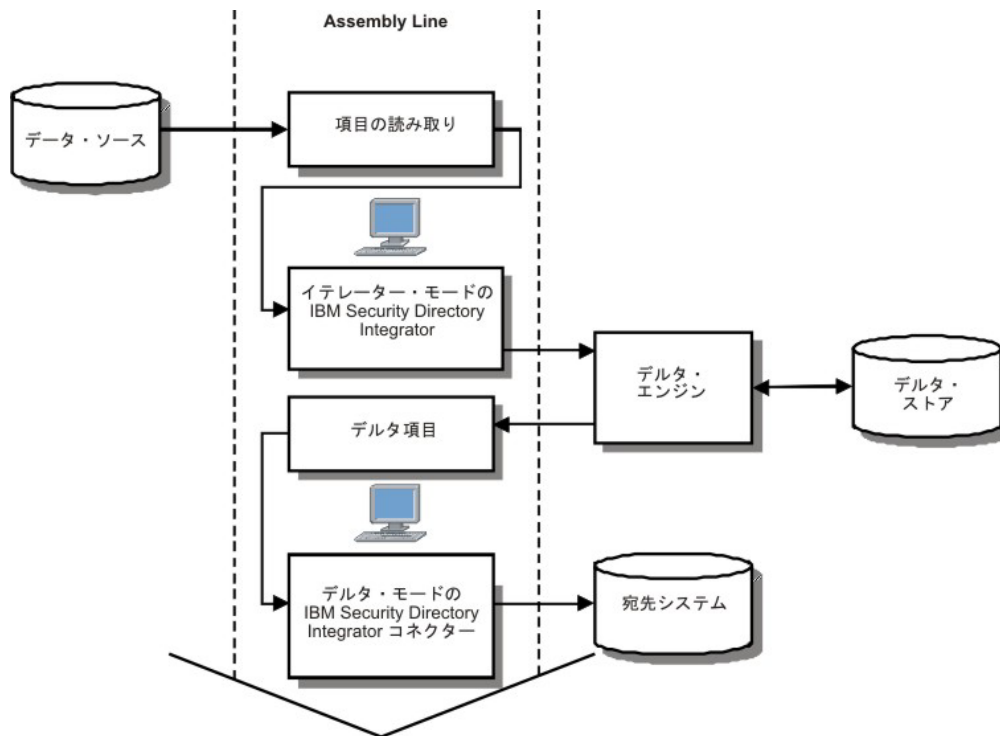 Assembly Line
データ・ソース
項目の読み取り
イテレーター・モードの
IBM Security Directory
Integrator
デルタ・
エンジン
デルタ・
ストア
デルタ項目
デルタ・モードの
IBM Security Directory
Integrator コネクター
宛先システム